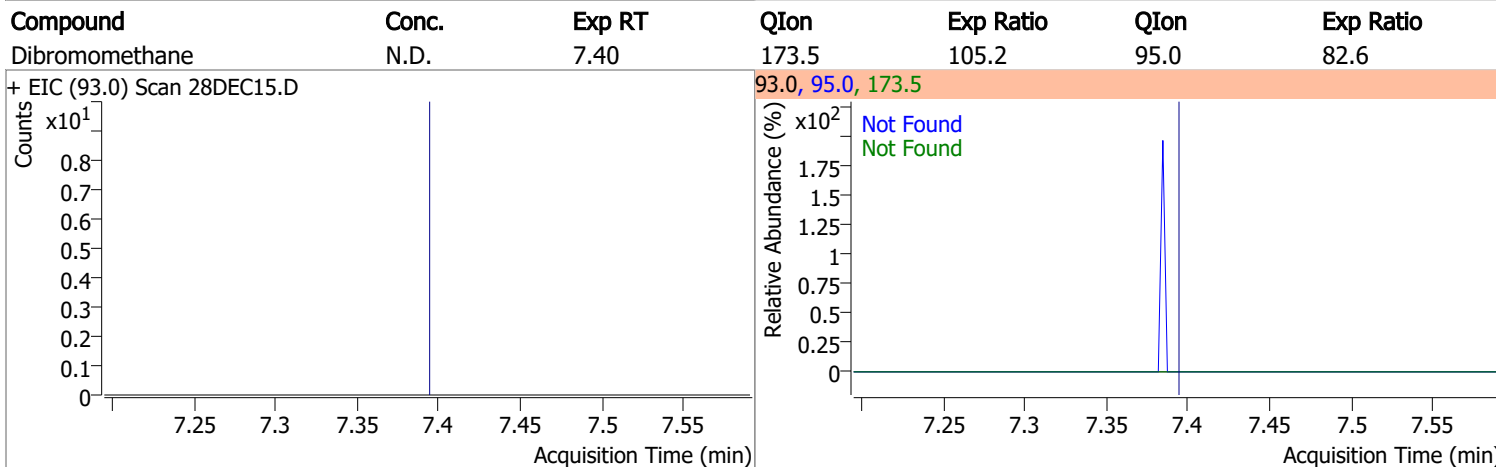 Compound Conc. Exp RT QIon Exp Ratio QIon Exp Ratio
Dibromomethane N.D. 7.40 173.5 105.2 95.0 82.6
+ EIC (93.0) Scan 28DEC15.D
Counts
x10¹
0.8
0.7
0.6
0.5
0.4
0.3
0.2
0.1
0
7.25 7.3 7.35 7.4 7.45 7.5 7.55
Acquisition Time (min)
93.0, 95.0, 173.5
Relative Abundance (%)
x10²
Not Found
Not Found
1.75
1.5
1.25
1
0.75
0.5
0.25
0
7.25 7.3 7.35 7.4 7.45 7.5 7.55
Acquisition Time (min)